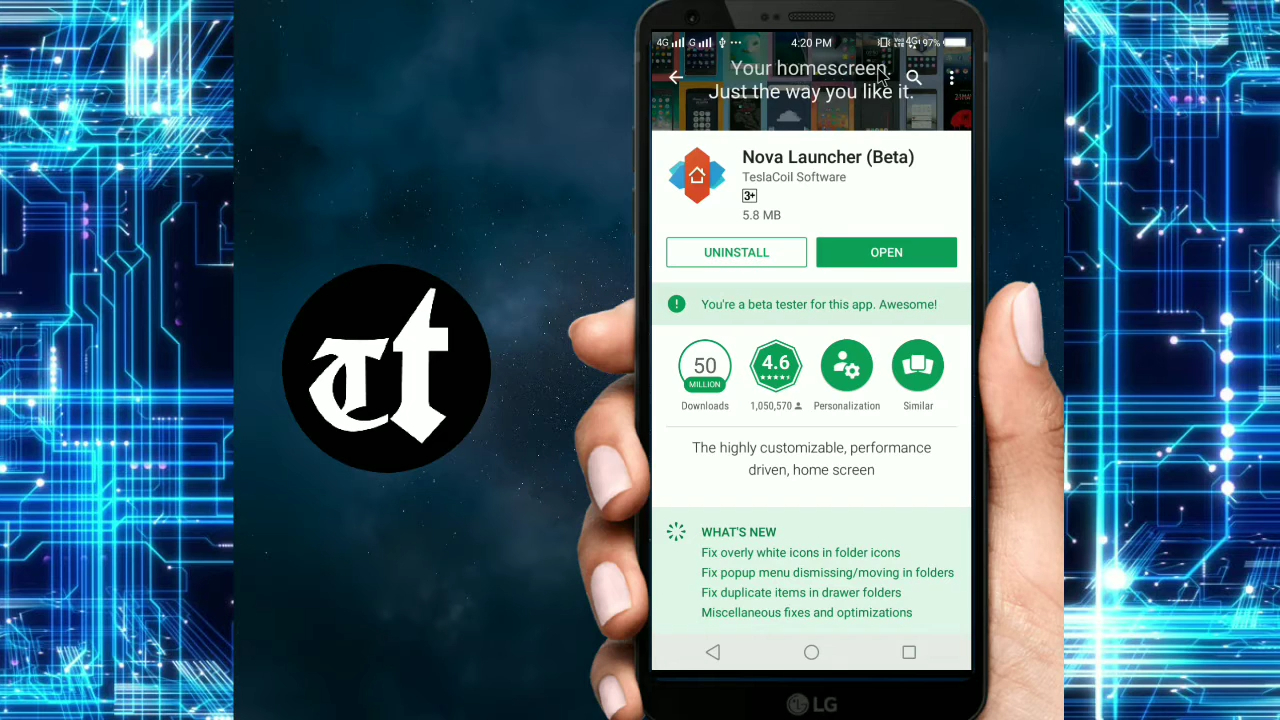 4G G 4:20 PM 4G 97%
Your homescreen.
Just the way you like it.
Nova Launcher (Beta)
TeslaCoil Software
3+
5.8 MB
UNINSTALL OPEN
You're a beta tester for this app. Awesome!
50
MILLION
4.6
Downloads 1,050,570 Personalization Similar
The highly customizable, performance
driven, home screen
WHAT'S NEW
Fix overly white icons in folder icons
Fix popup menu dismissing/moving in folders
Fix duplicate items in drawer folders
Miscellaneous fixes and optimizations
LG
Tt